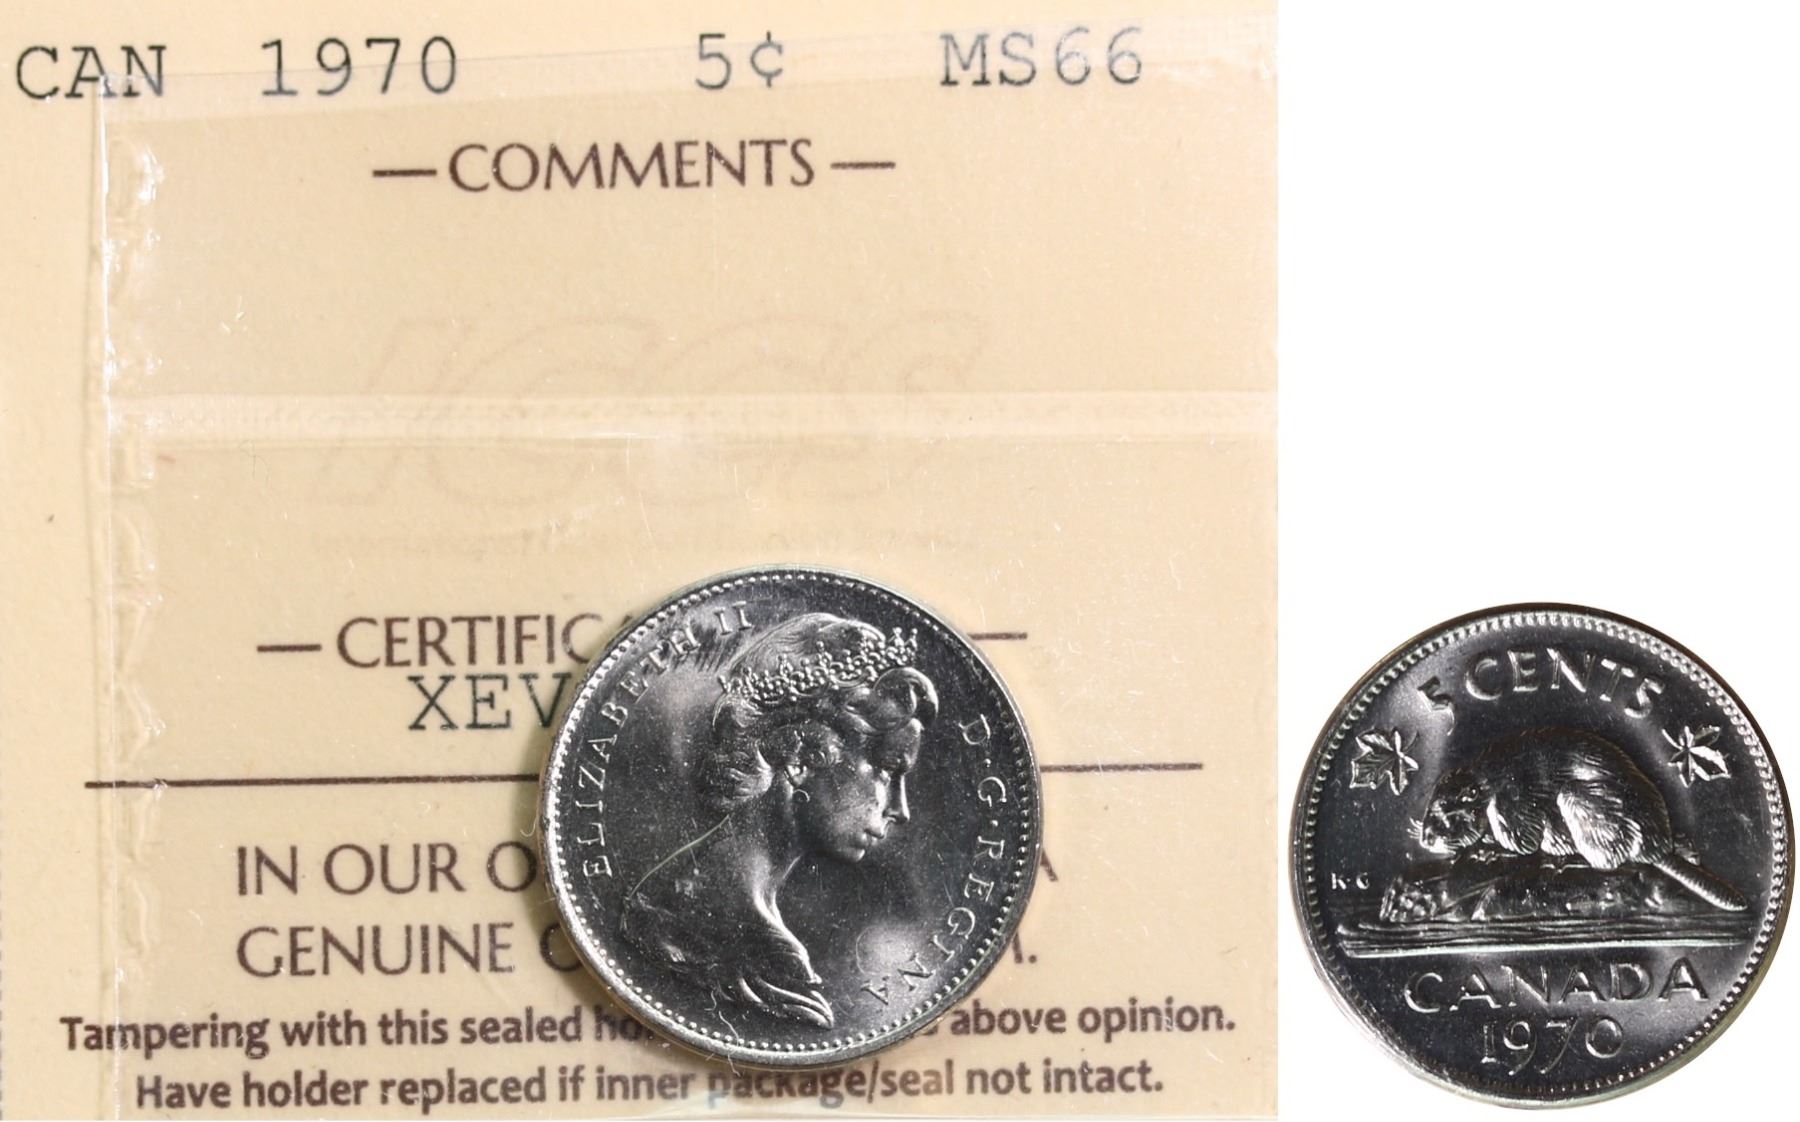 CAN 1970 5¢ MS66
— COMMENTS —
ICCS
— CERTIFIC —
XEV
IN OUR O A
GENUINE C M.
Tampering with this sealed ho above opinion.
Have holder replaced if inner package/seal not intact.
ELIZABETH II D·G·REGINA
5 CENTS
K·G
CANADA
1970